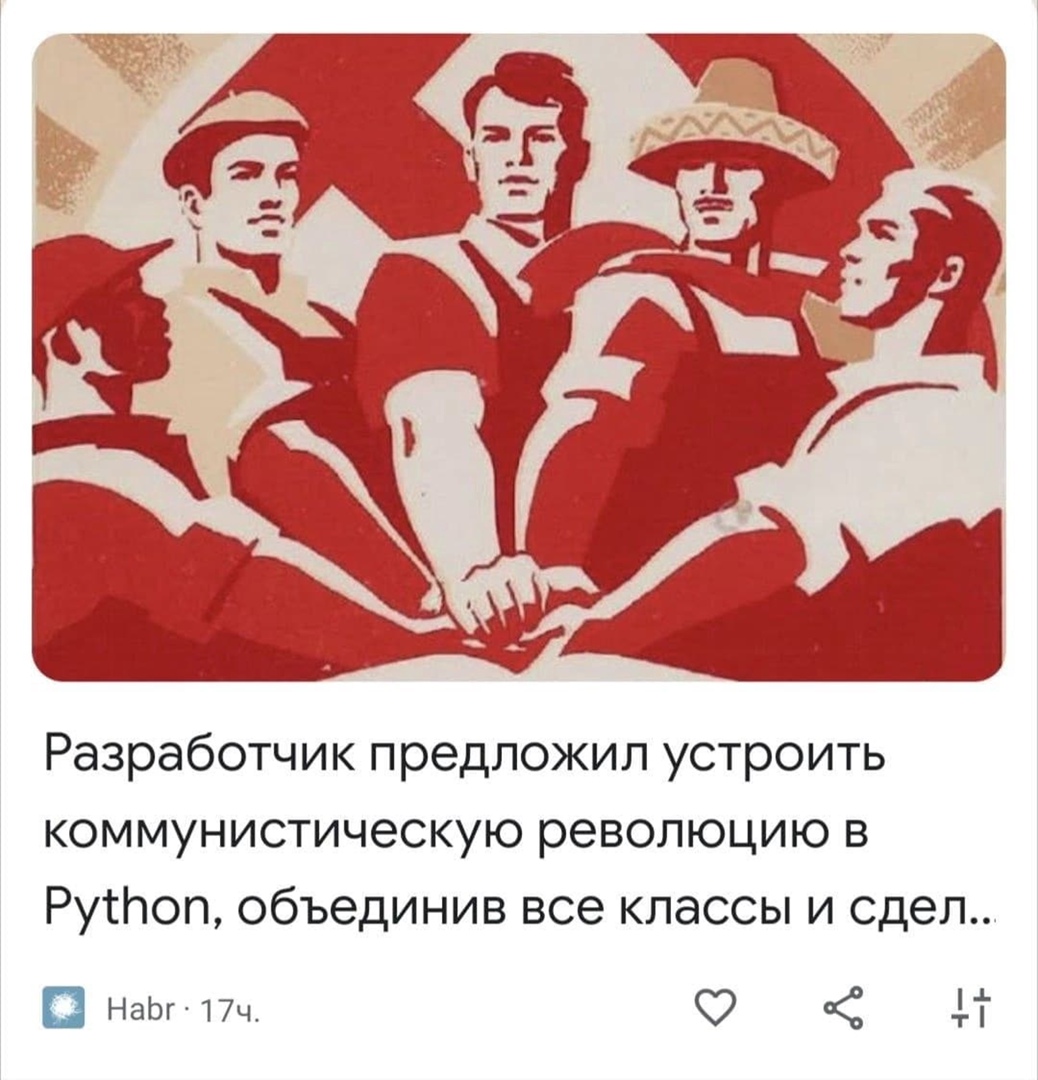 Разработчик предложил устроить
коммунистическую революцию в
Python, объединив все классы и сдел...
Habr · 17ч.